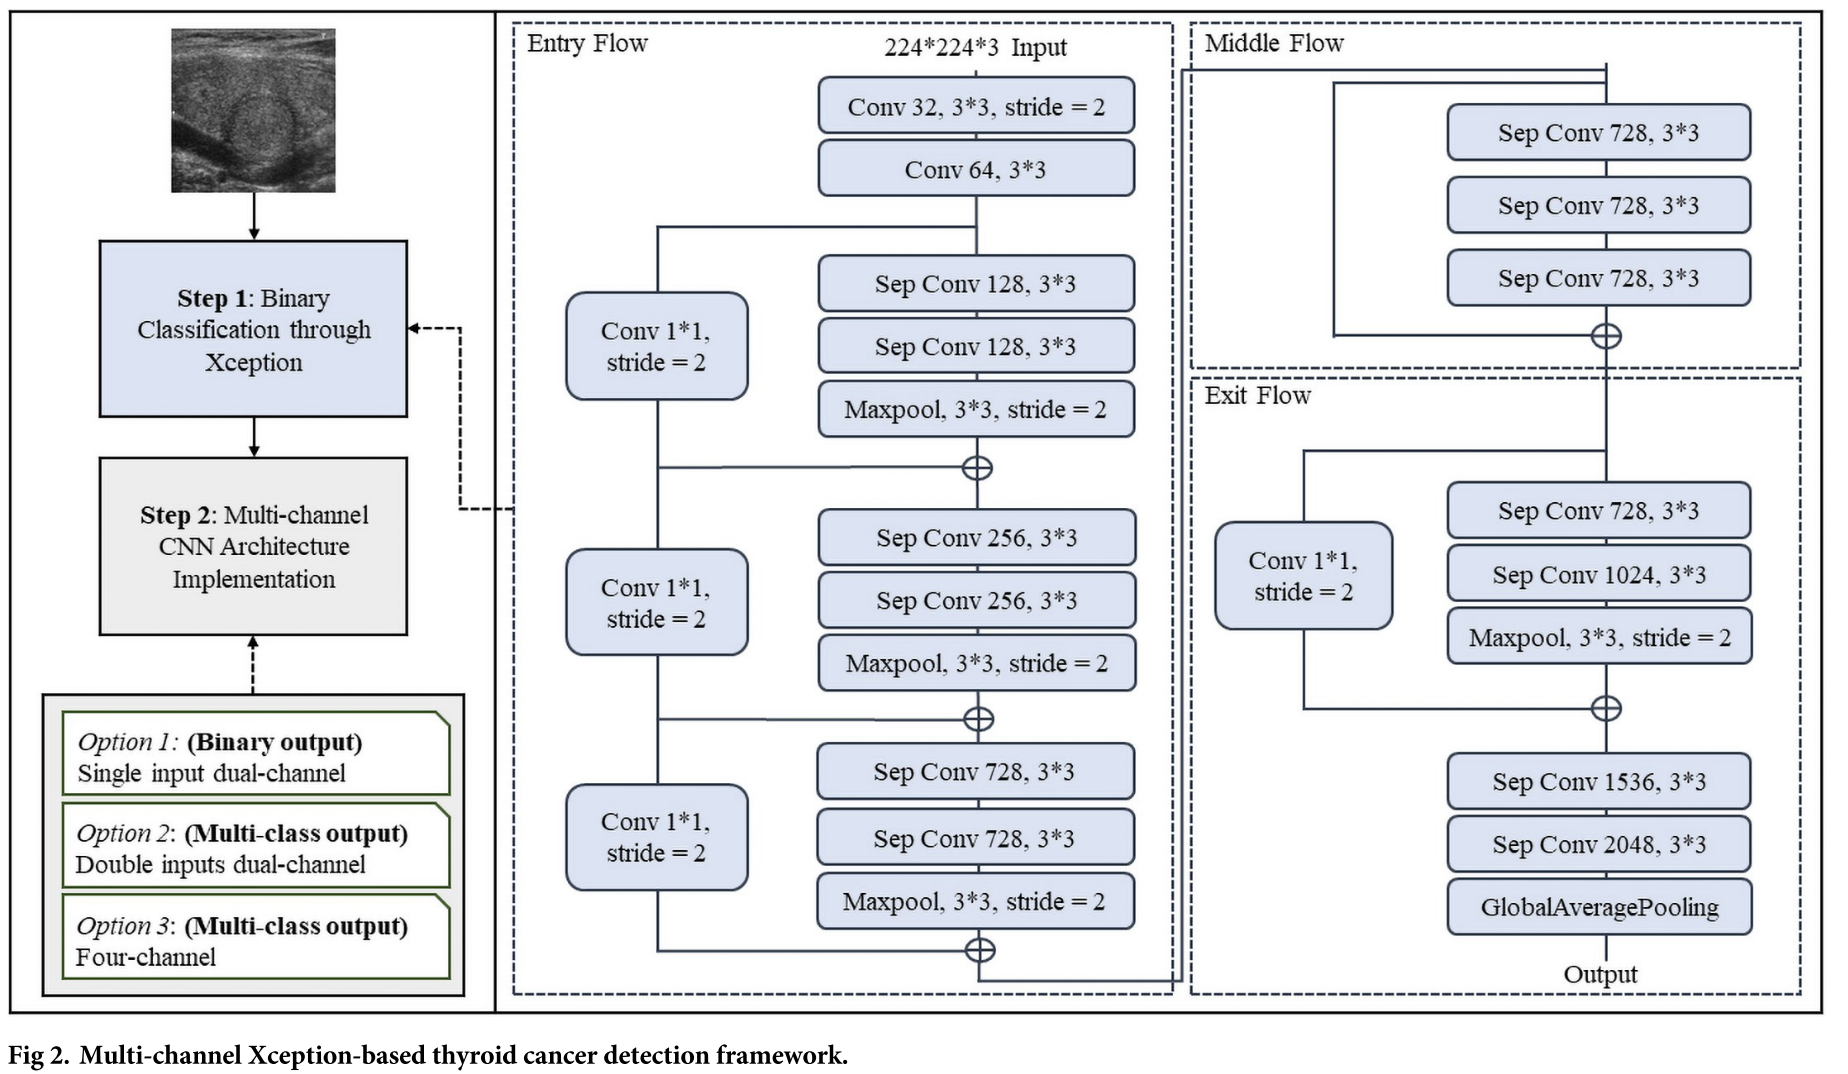 Step 1: Binary
Classification through
Xception
Step 2: Multi-channel
CNN Architecture
Implementation
Option 1: (Binary output)
Single input dual-channel
Option 2: (Multi-class output)
Double inputs dual-channel
Option 3: (Multi-class output)
Four-channel
Entry Flow
224*224*3 Input
Conv 32, 3*3, stride = 2
Conv 64, 3*3
Conv 1*1,
stride = 2
Sep Conv 128, 3*3
Sep Conv 128, 3*3
Maxpool, 3*3, stride = 2
Conv 1*1,
stride = 2
Sep Conv 256, 3*3
Sep Conv 256, 3*3
Maxpool, 3*3, stride = 2
Conv 1*1,
stride = 2
Sep Conv 728, 3*3
Sep Conv 728, 3*3
Maxpool, 3*3, stride = 2
Middle Flow
Sep Conv 728, 3*3
Sep Conv 728, 3*3
Sep Conv 728, 3*3
Exit Flow
Conv 1*1,
stride = 2
Sep Conv 728, 3*3
Sep Conv 1024, 3*3
Maxpool, 3*3, stride = 2
Sep Conv 1536, 3*3
Sep Conv 2048, 3*3
GlobalAveragePooling
Output
Fig 2. Multi-channel Xception-based thyroid cancer detection framework.